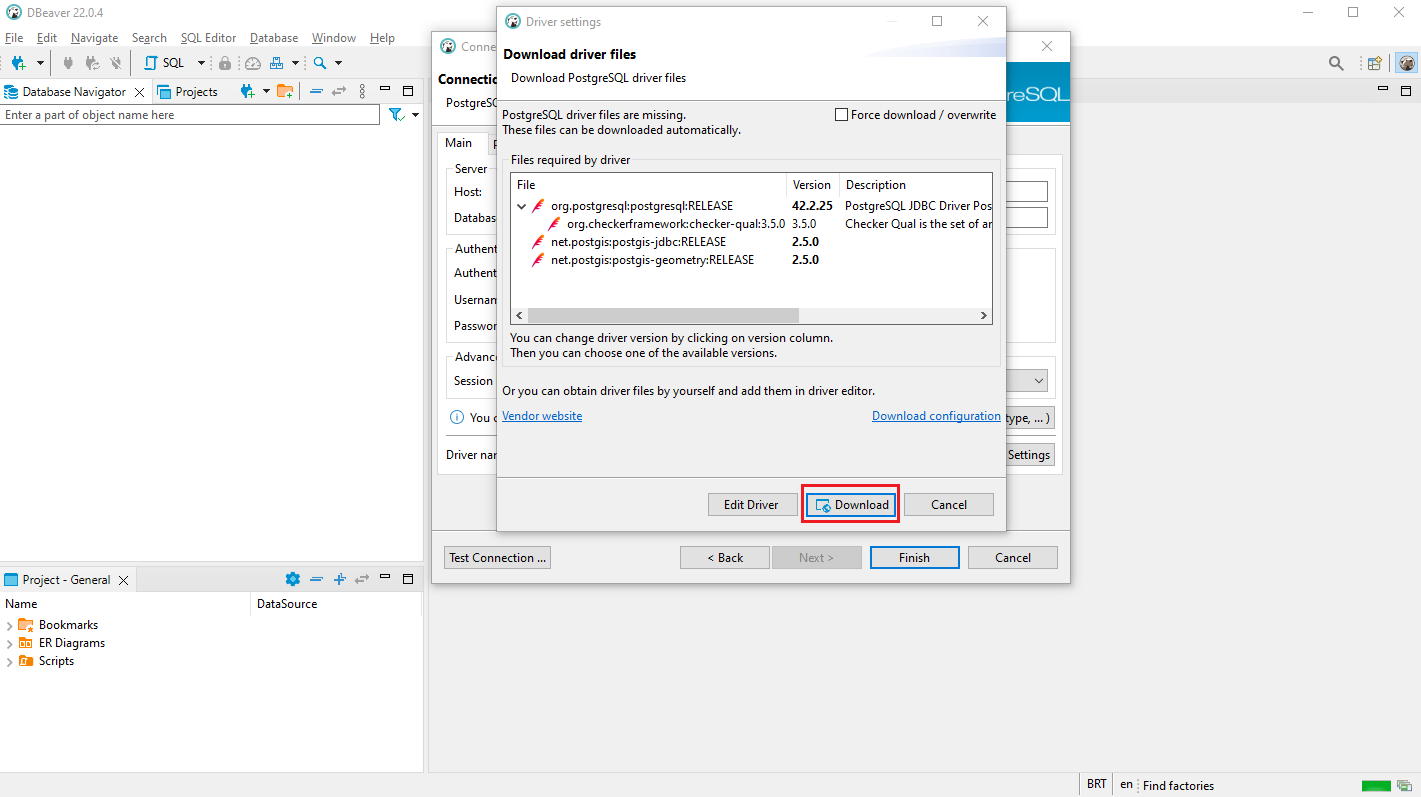 DBeaver 22.0.4
File Edit Navigate Search SQL Editor Database Window Help
SQL
Database Navigator
Projects
Enter a part of object name here
Project - General
Name DataSource
Bookmarks
ER Diagrams
Scripts
Connec
Connectio
PostgreSQ
reSQL
Main
Server
Host:
Databas
Authent
Authent
Usernam
Passwor
Advance
Session
You c
type, ... )
Driver nam
Settings
Test Connection ...
< Back
Next >
Finish
Cancel
Driver settings
Download driver files
Download PostgreSQL driver files
PostgreSQL driver files are missing.
These files can be downloaded automatically.
Force download / overwrite
Files required by driver
File Version Description
org.postgresql:postgresql:RELEASE 42.2.25 PostgreSQL JDBC Driver Pos
org.checkerframework:checker-qual:3.5.0 3.5.0 Checker Qual is the set of an
net.postgis:postgis-jdbc:RELEASE 2.5.0
net.postgis:postgis-geometry:RELEASE 2.5.0
You can change driver version by clicking on version column.
Then you can choose one of the available versions.
Or you can obtain driver files by yourself and add them in driver editor.
Vendor website
Download configuration
Edit Driver
Download
Cancel
BRT en Find factories